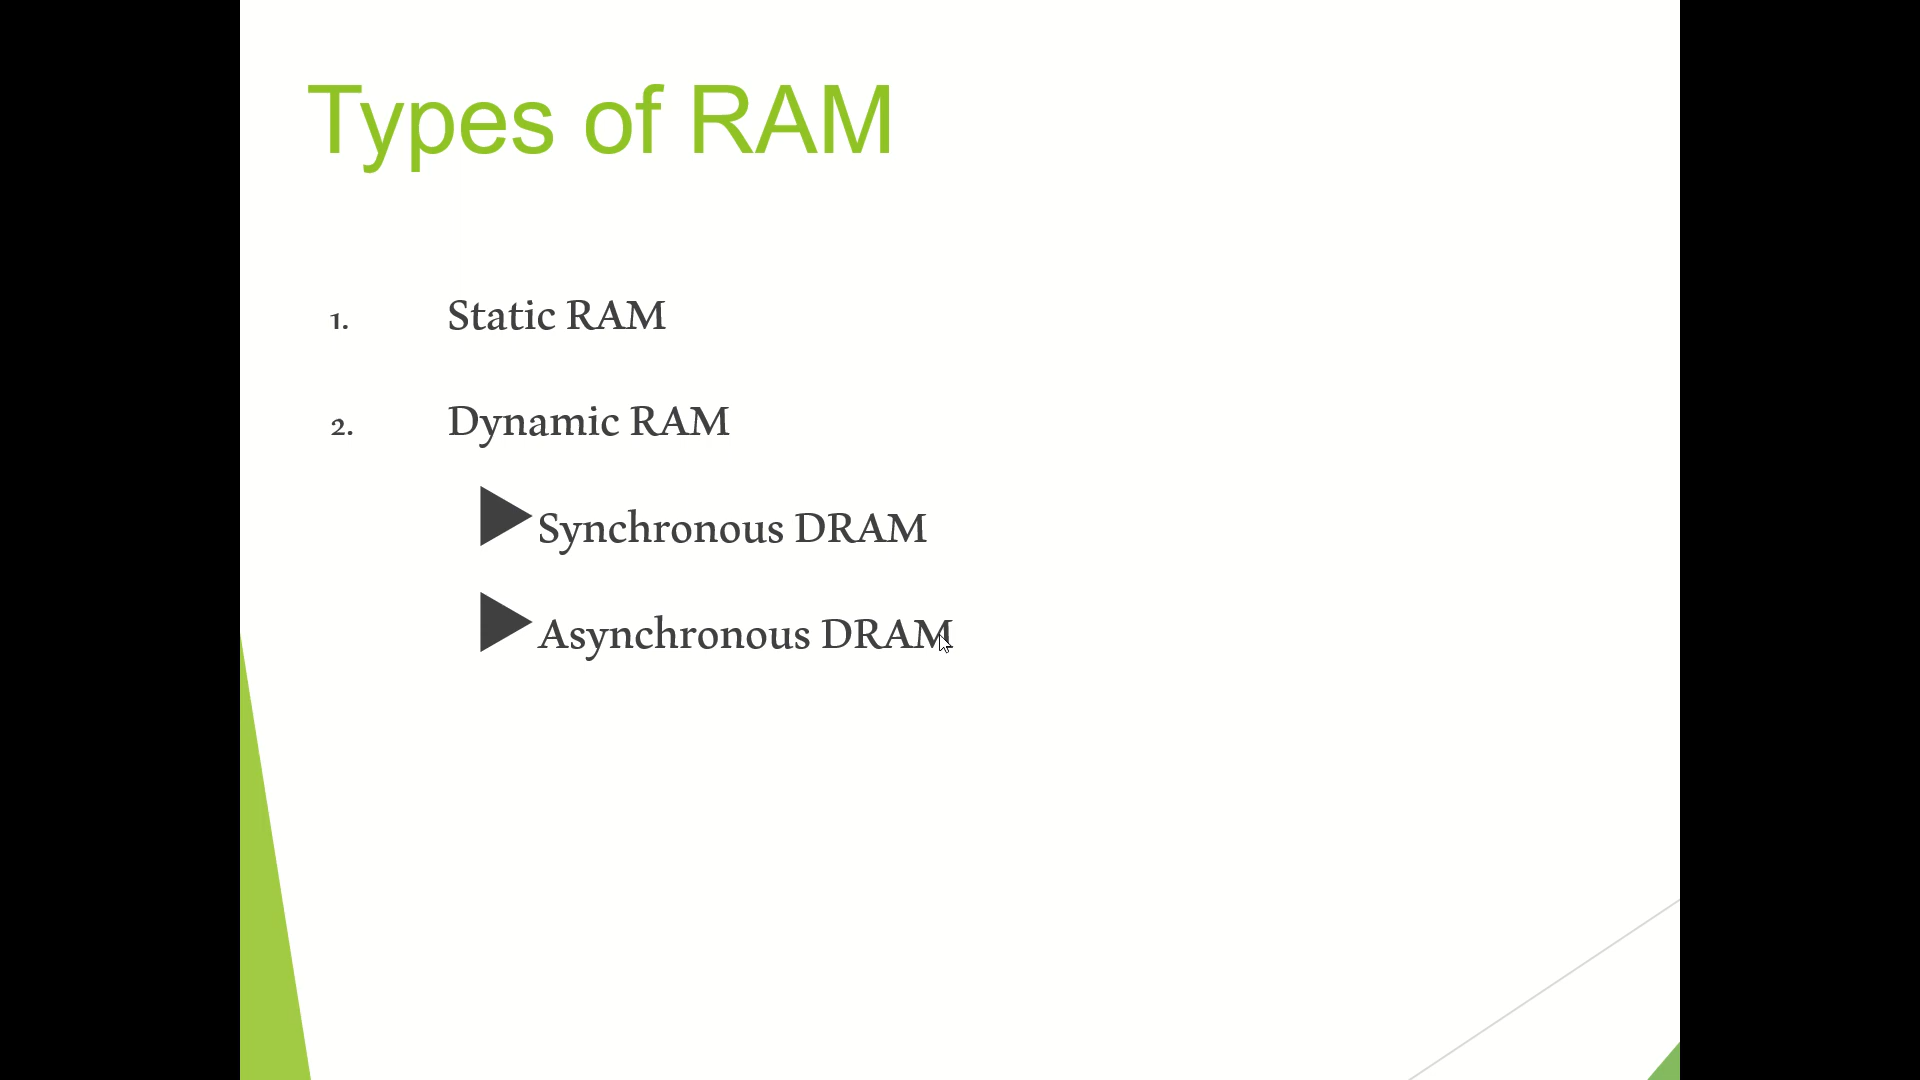 Types of RAM
1. Static RAM
2. Dynamic RAM
Synchronous DRAM
Asynchronous DRAM